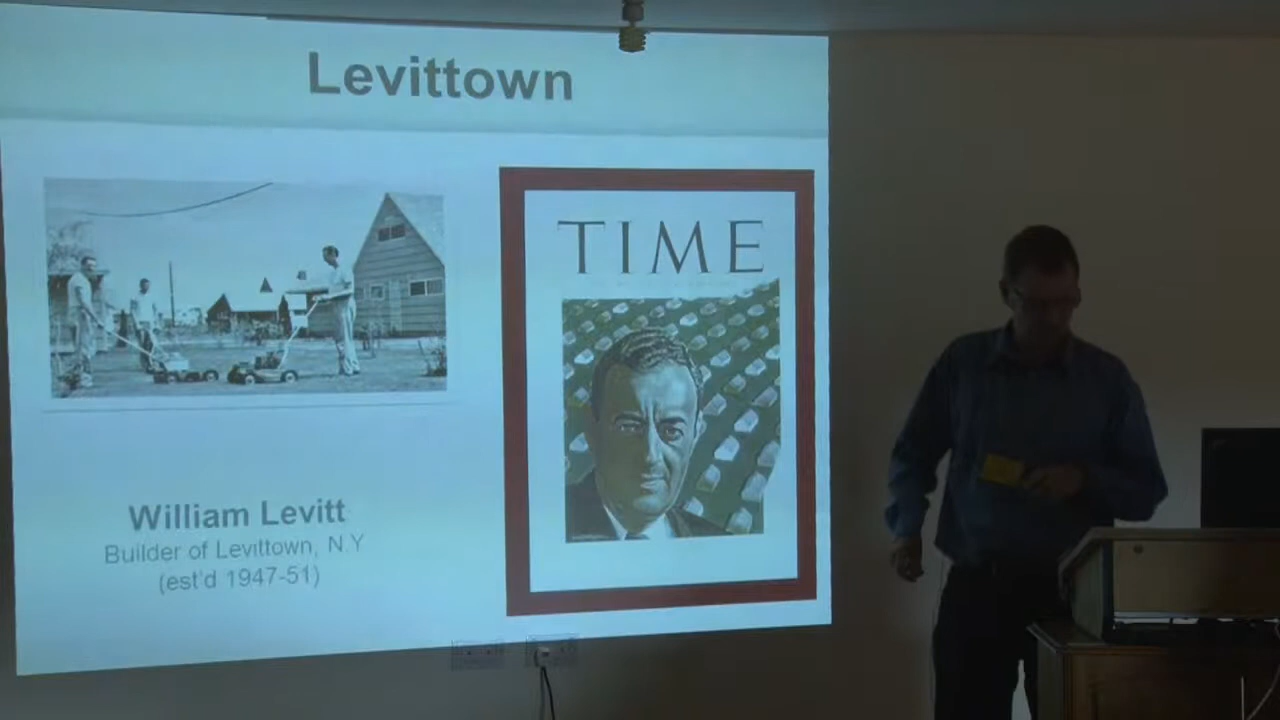 Levittown
TIME
William Levitt
Builder of Levittown, N.Y
(est'd 1947-51)